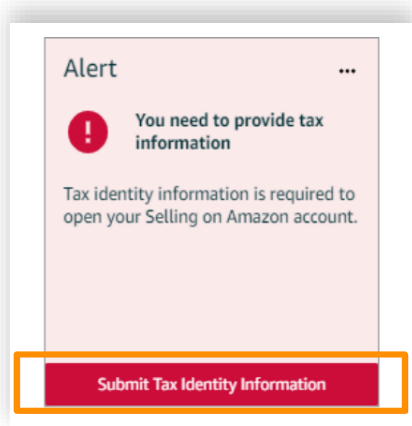 Alert
...
!
You need to provide tax
information
Tax identity information is required to
open your Selling on Amazon account.
Submit Tax Identity Information